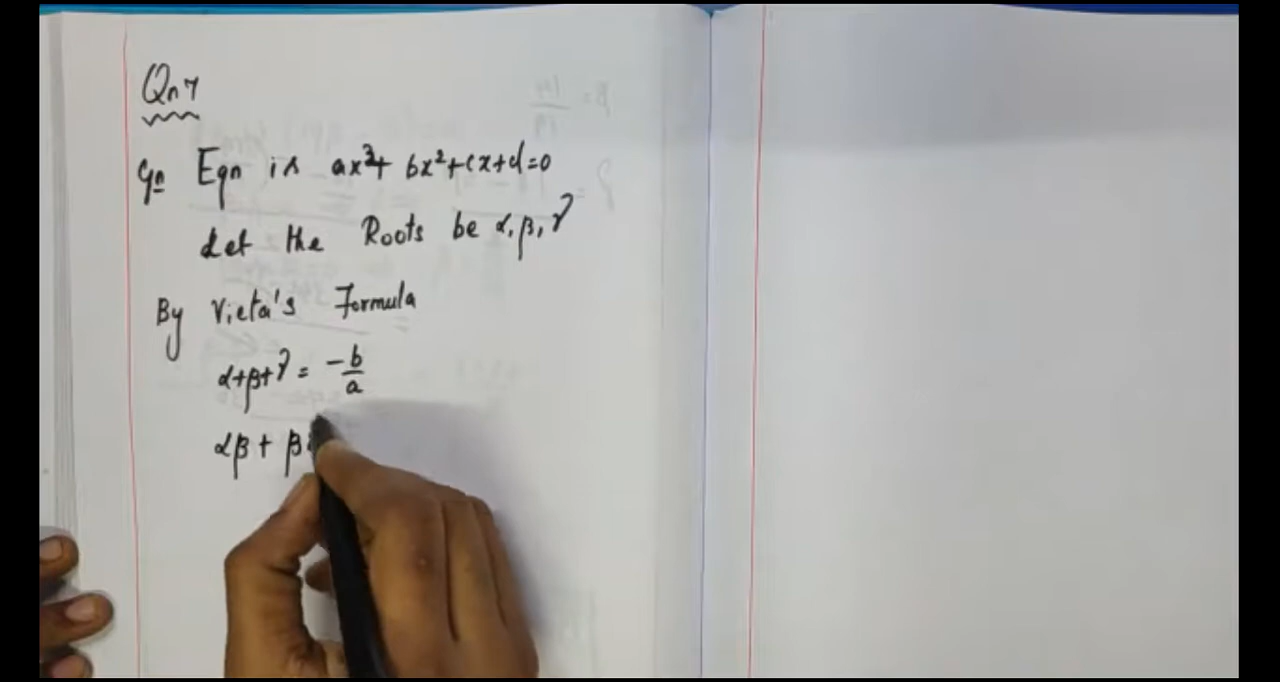 Qn 7
Gn Eqn is ax³+ bx²+cx+d=0
Let the Roots be α, β, γ
By Vieta's Formula
α+β+γ = -b/a
αβ + β